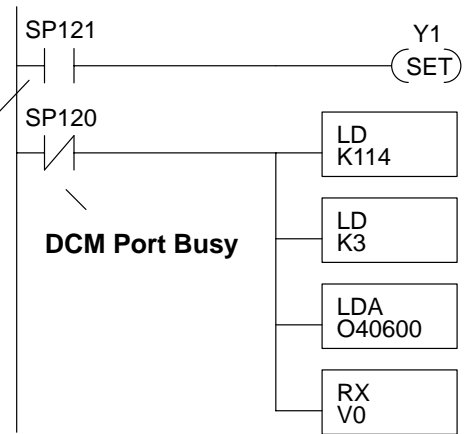 SP121
Y1
SET
SP120
LD
K114
DCM Port Busy
LD
K3
LDA
O40600
RX
V0